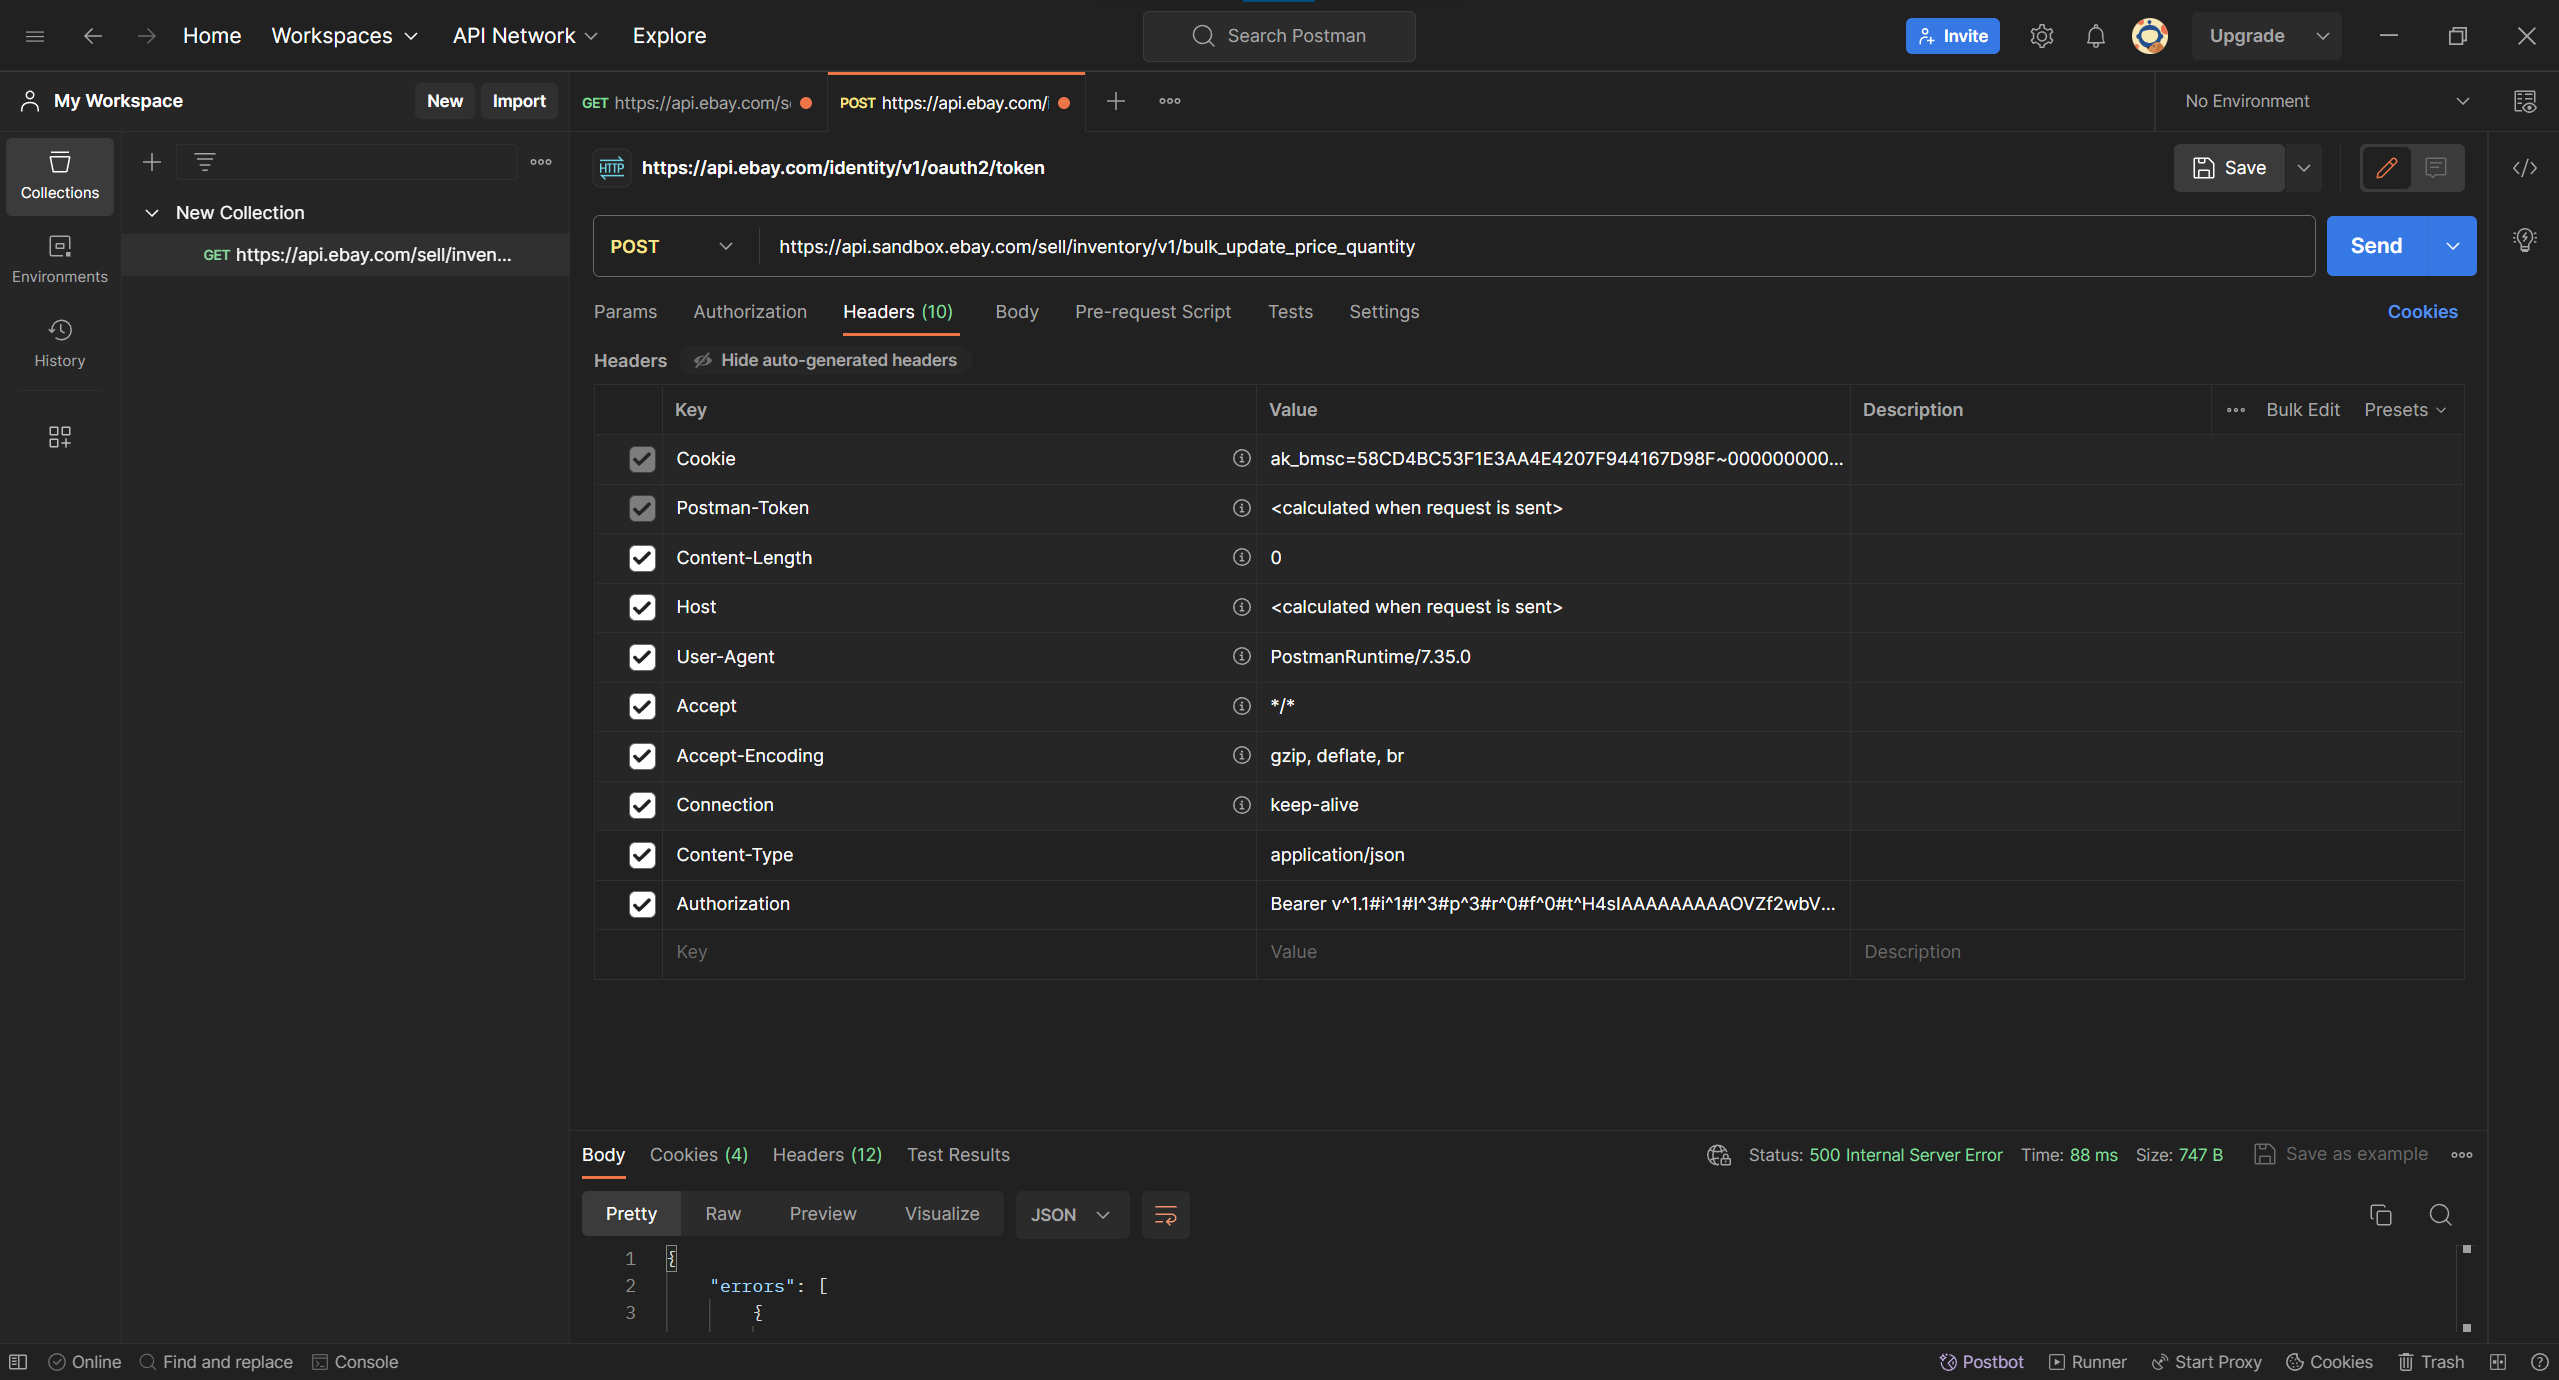 Home Workspaces API Network Explore Search Postman Invite Upgrade
My Workspace New Import GET https://api.ebay.com/s POST https://api.ebay.com/ No Environment
Collections
Environments
History
New Collection
GET https://api.ebay.com/sell/inven...
HTTP https://api.ebay.com/identity/v1/oauth2/token Save
POST https://api.sandbox.ebay.com/sell/inventory/v1/bulk_update_price_quantity Send
Params Authorization Headers (10) Body Pre-request Script Tests Settings Cookies
Headers Hide auto-generated headers
Key Value Description Bulk Edit Presets
Cookie ak_bmsc=58CD4BC53F1E3AA4E4207F944167D98F~000000000...
Postman-Token <calculated when request is sent>
Content-Length 0
Host <calculated when request is sent>
User-Agent PostmanRuntime/7.35.0
Accept */*
Accept-Encoding gzip, deflate, br
Connection keep-alive
Content-Type application/json
Authorization Bearer v^1.1#i^1#I^3#p^3#r^0#f^0#t^H4sIAAAAAAAAAOVZf2wbV...
Key Value Description
Body Cookies (4) Headers (12) Test Results Status: 500 Internal Server Error Time: 88 ms Size: 747 B Save as example
Pretty Raw Preview Visualize JSON
1 {
2 "errors": [
3 {
Online Find and replace Console Postbot Runner Start Proxy Cookies Trash